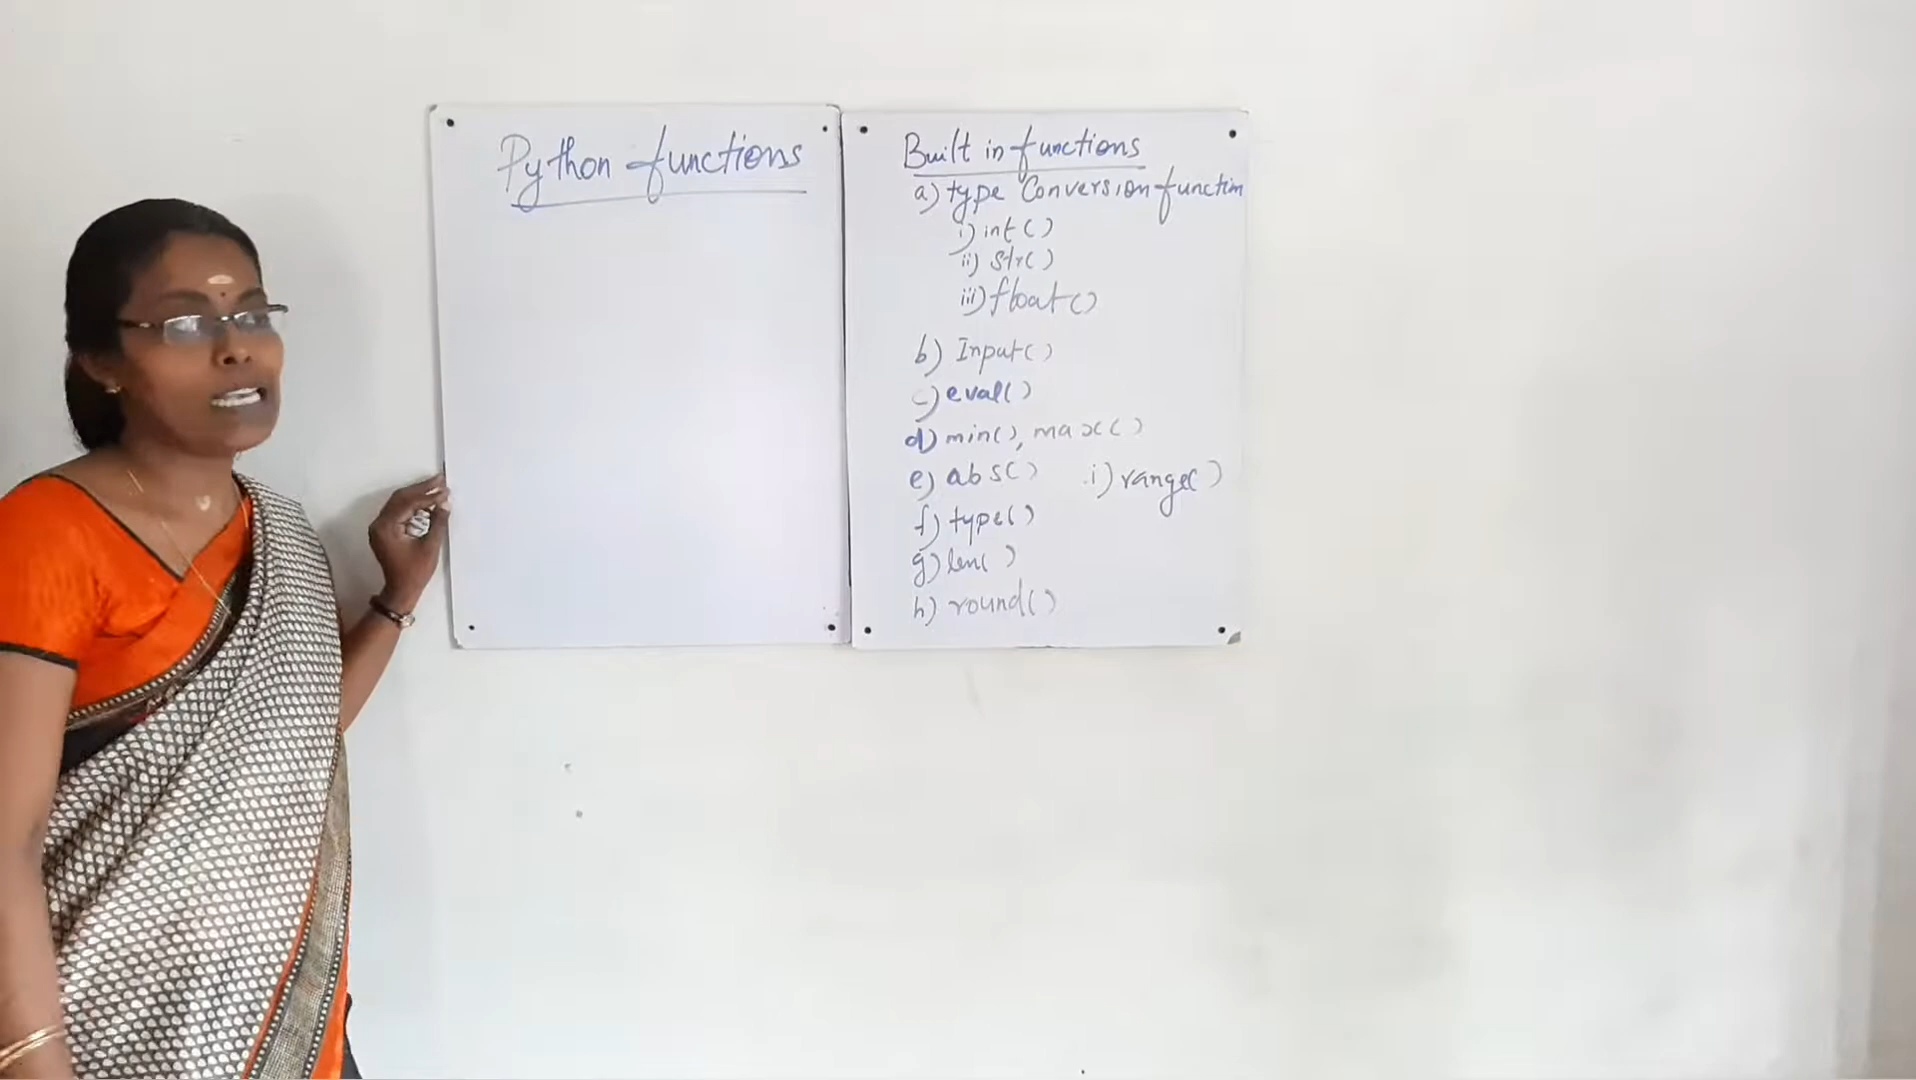 Python functions
Built in functions
a) type Conversion function
i) int ( )
ii) str( )
iii) float ( )
b) Input( )
c) eval( )
d) min( ), max ( )
e) abs( )
i) range( )
f) type( )
g) len( )
h) round( )